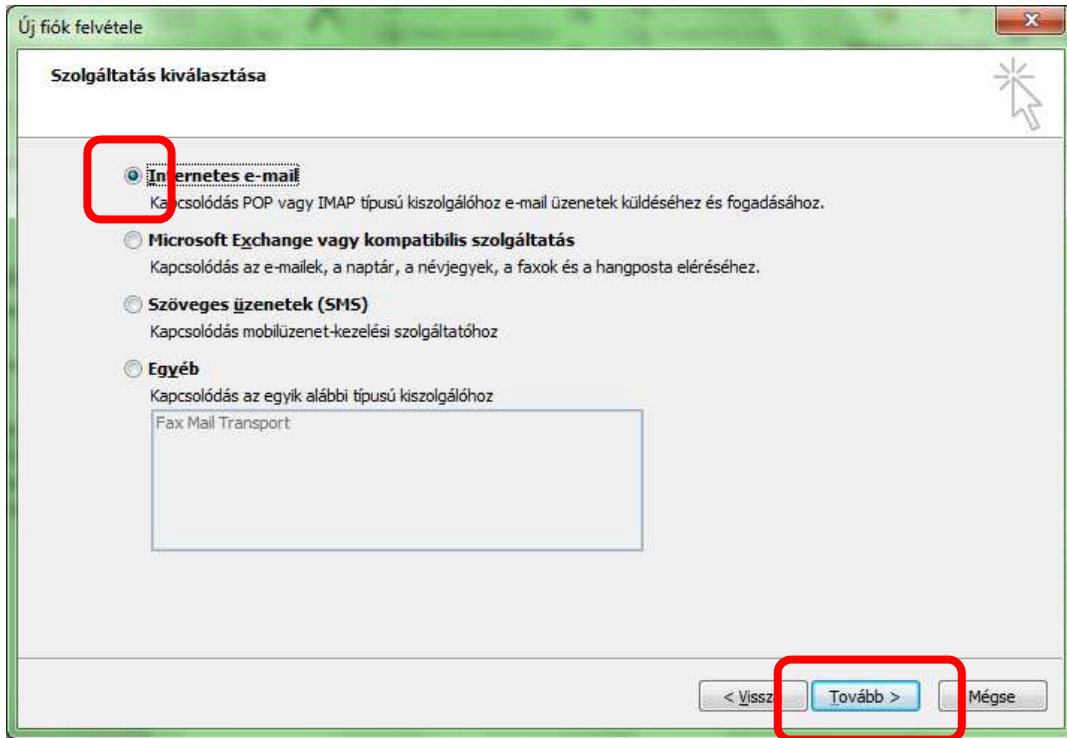 Új fiók felvétele
Szolgáltatás kiválasztása
Internetes e-mail
Kapcsolódás POP vagy IMAP típusú kiszolgálóhoz e-mail üzenetek küldéséhez és fogadásához.
Microsoft Exchange vagy kompatibilis szolgáltatás
Kapcsolódás az e-mailek, a naptár, a névjegyek, a faxok és a hangposta eléréséhez.
Szöveges üzenetek (SMS)
Kapcsolódás mobilüzenet-kezelési szolgáltatóhoz
Egyéb
Kapcsolódás az egyik alábbi típusú kiszolgálóhoz
Fax Mail Transport
< Vissz Tovább > Mégse